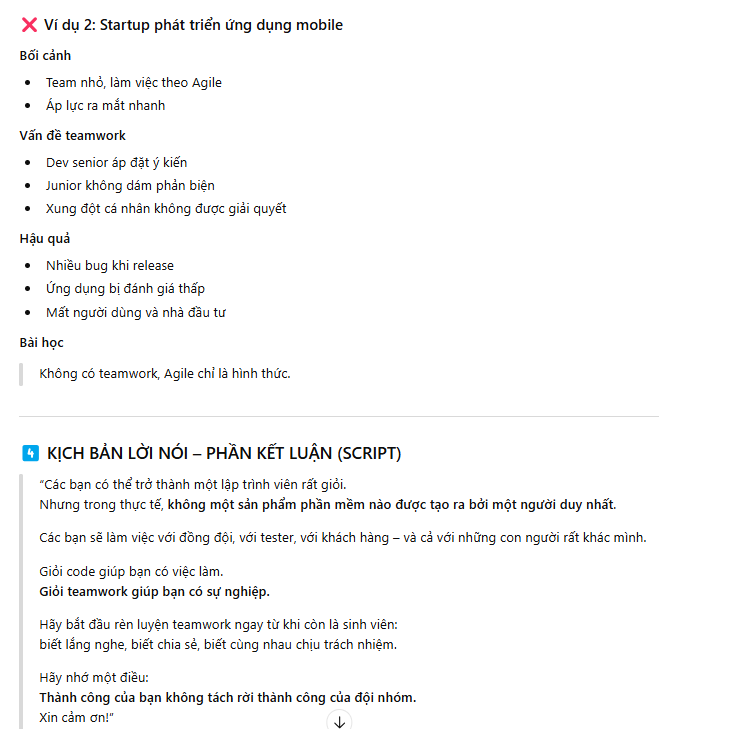 ❌ Ví dụ 2: Startup phát triển ứng dụng mobile
Bối cảnh
• Team nhỏ, làm việc theo Agile
• Áp lực ra mắt nhanh
Vấn đề teamwork
• Dev senior áp đặt ý kiến
• Junior không dám phản biện
• Xung đột cá nhân không được giải quyết
Hậu quả
• Nhiều bug khi release
• Ứng dụng bị đánh giá thấp
• Mất người dùng và nhà đầu tư
Bài học
Không có teamwork, Agile chỉ là hình thức.
4 KỊCH BẢN LỜI NÓI – PHẦN KẾT LUẬN (SCRIPT)
“Các bạn có thể trở thành một lập trình viên rất giỏi.
Nhưng trong thực tế, không một sản phẩm phần mềm nào được tạo ra bởi một người duy nhất.
Các bạn sẽ làm việc với đồng đội, với tester, với khách hàng – và cả với những con người rất khác mình.
Giỏi code giúp bạn có việc làm.
Giỏi teamwork giúp bạn có sự nghiệp.
Hãy bắt đầu rèn luyện teamwork ngay từ khi còn là sinh viên:
biết lắng nghe, biết chia sẻ, biết cùng nhau chịu trách nhiệm.
Hãy nhớ một điều:
Thành công của bạn không tách rời thành công của đội nhóm.
Xin cảm ơn!”